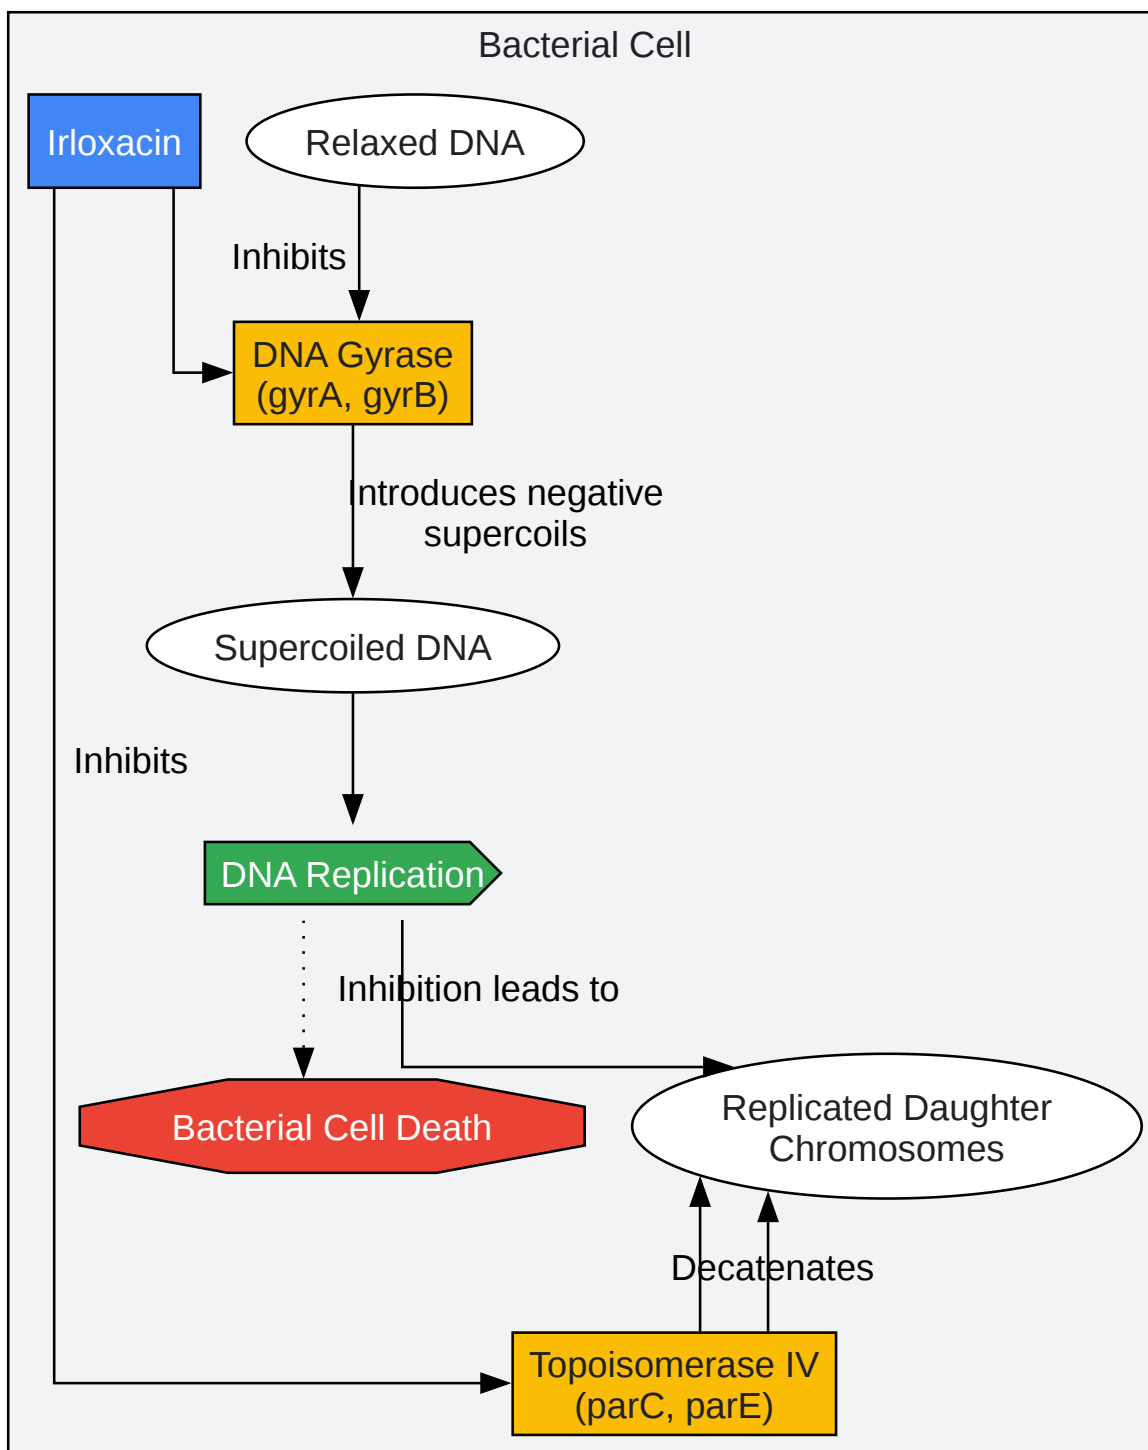 Bacterial Cell
Irloxacin
Relaxed DNA
Inhibits
DNA Gyrase
(gyrA, gyrB)
Introduces negative
supercoils
Supercoiled DNA
Inhibits
DNA Replication
Inhibition leads to
Bacterial Cell Death
Replicated Daughter
Chromosomes
Decatenates
Topoisomerase IV
(parC, parE)